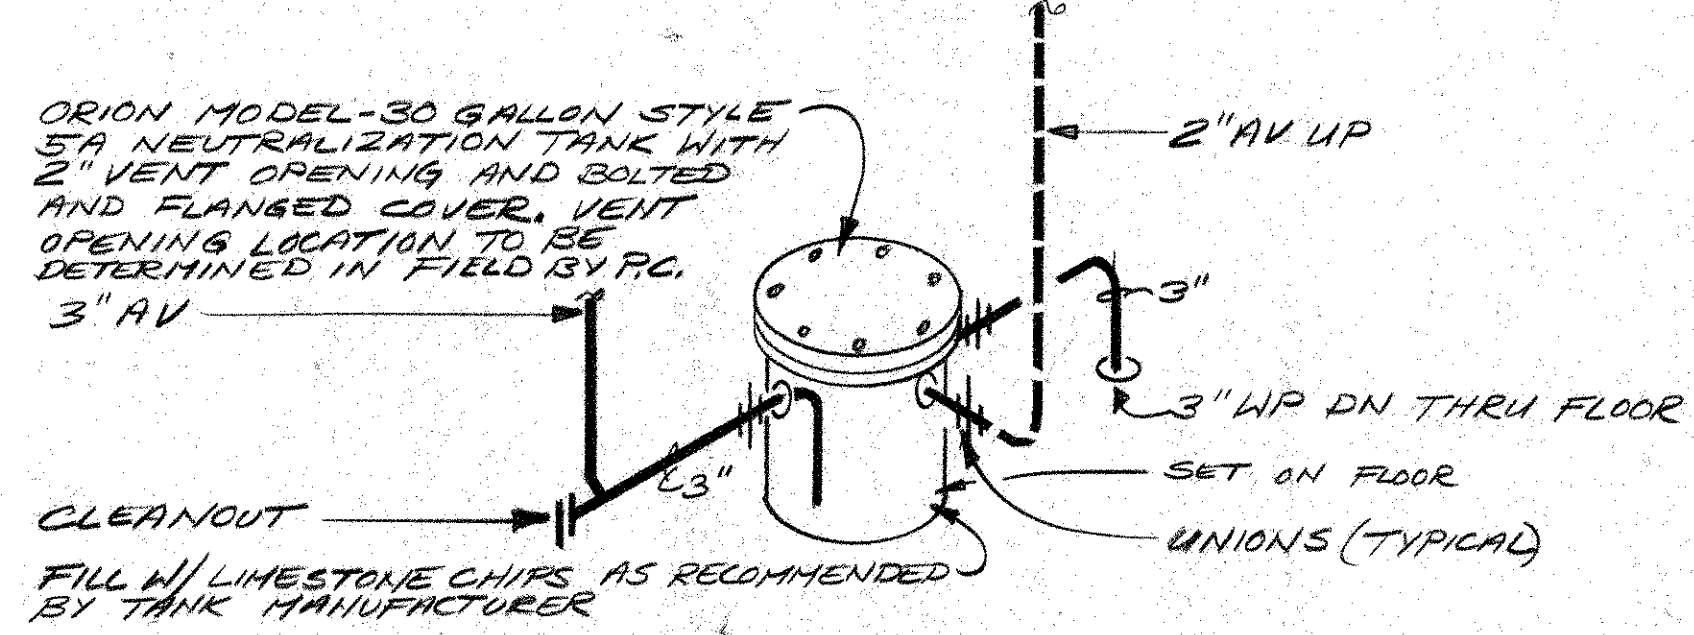 ORION MODEL-30 GALLON STYLE
5A NEUTRALIZATION TANK WITH
2" VENT OPENING AND BOLTED
AND FLANGED COVER. VENT
OPENING LOCATION TO BE
DETERMINED IN FIELD BY P.C.
3" AV
2" AV UP
3"
3" WP DN THRU FLOOR
3"
SET ON FLOOR
CLEANOUT
UNIONS (TYPICAL)
FILL W/ LIMESTONE CHIPS AS RECOMMENDED
BY TANK MANUFACTURER